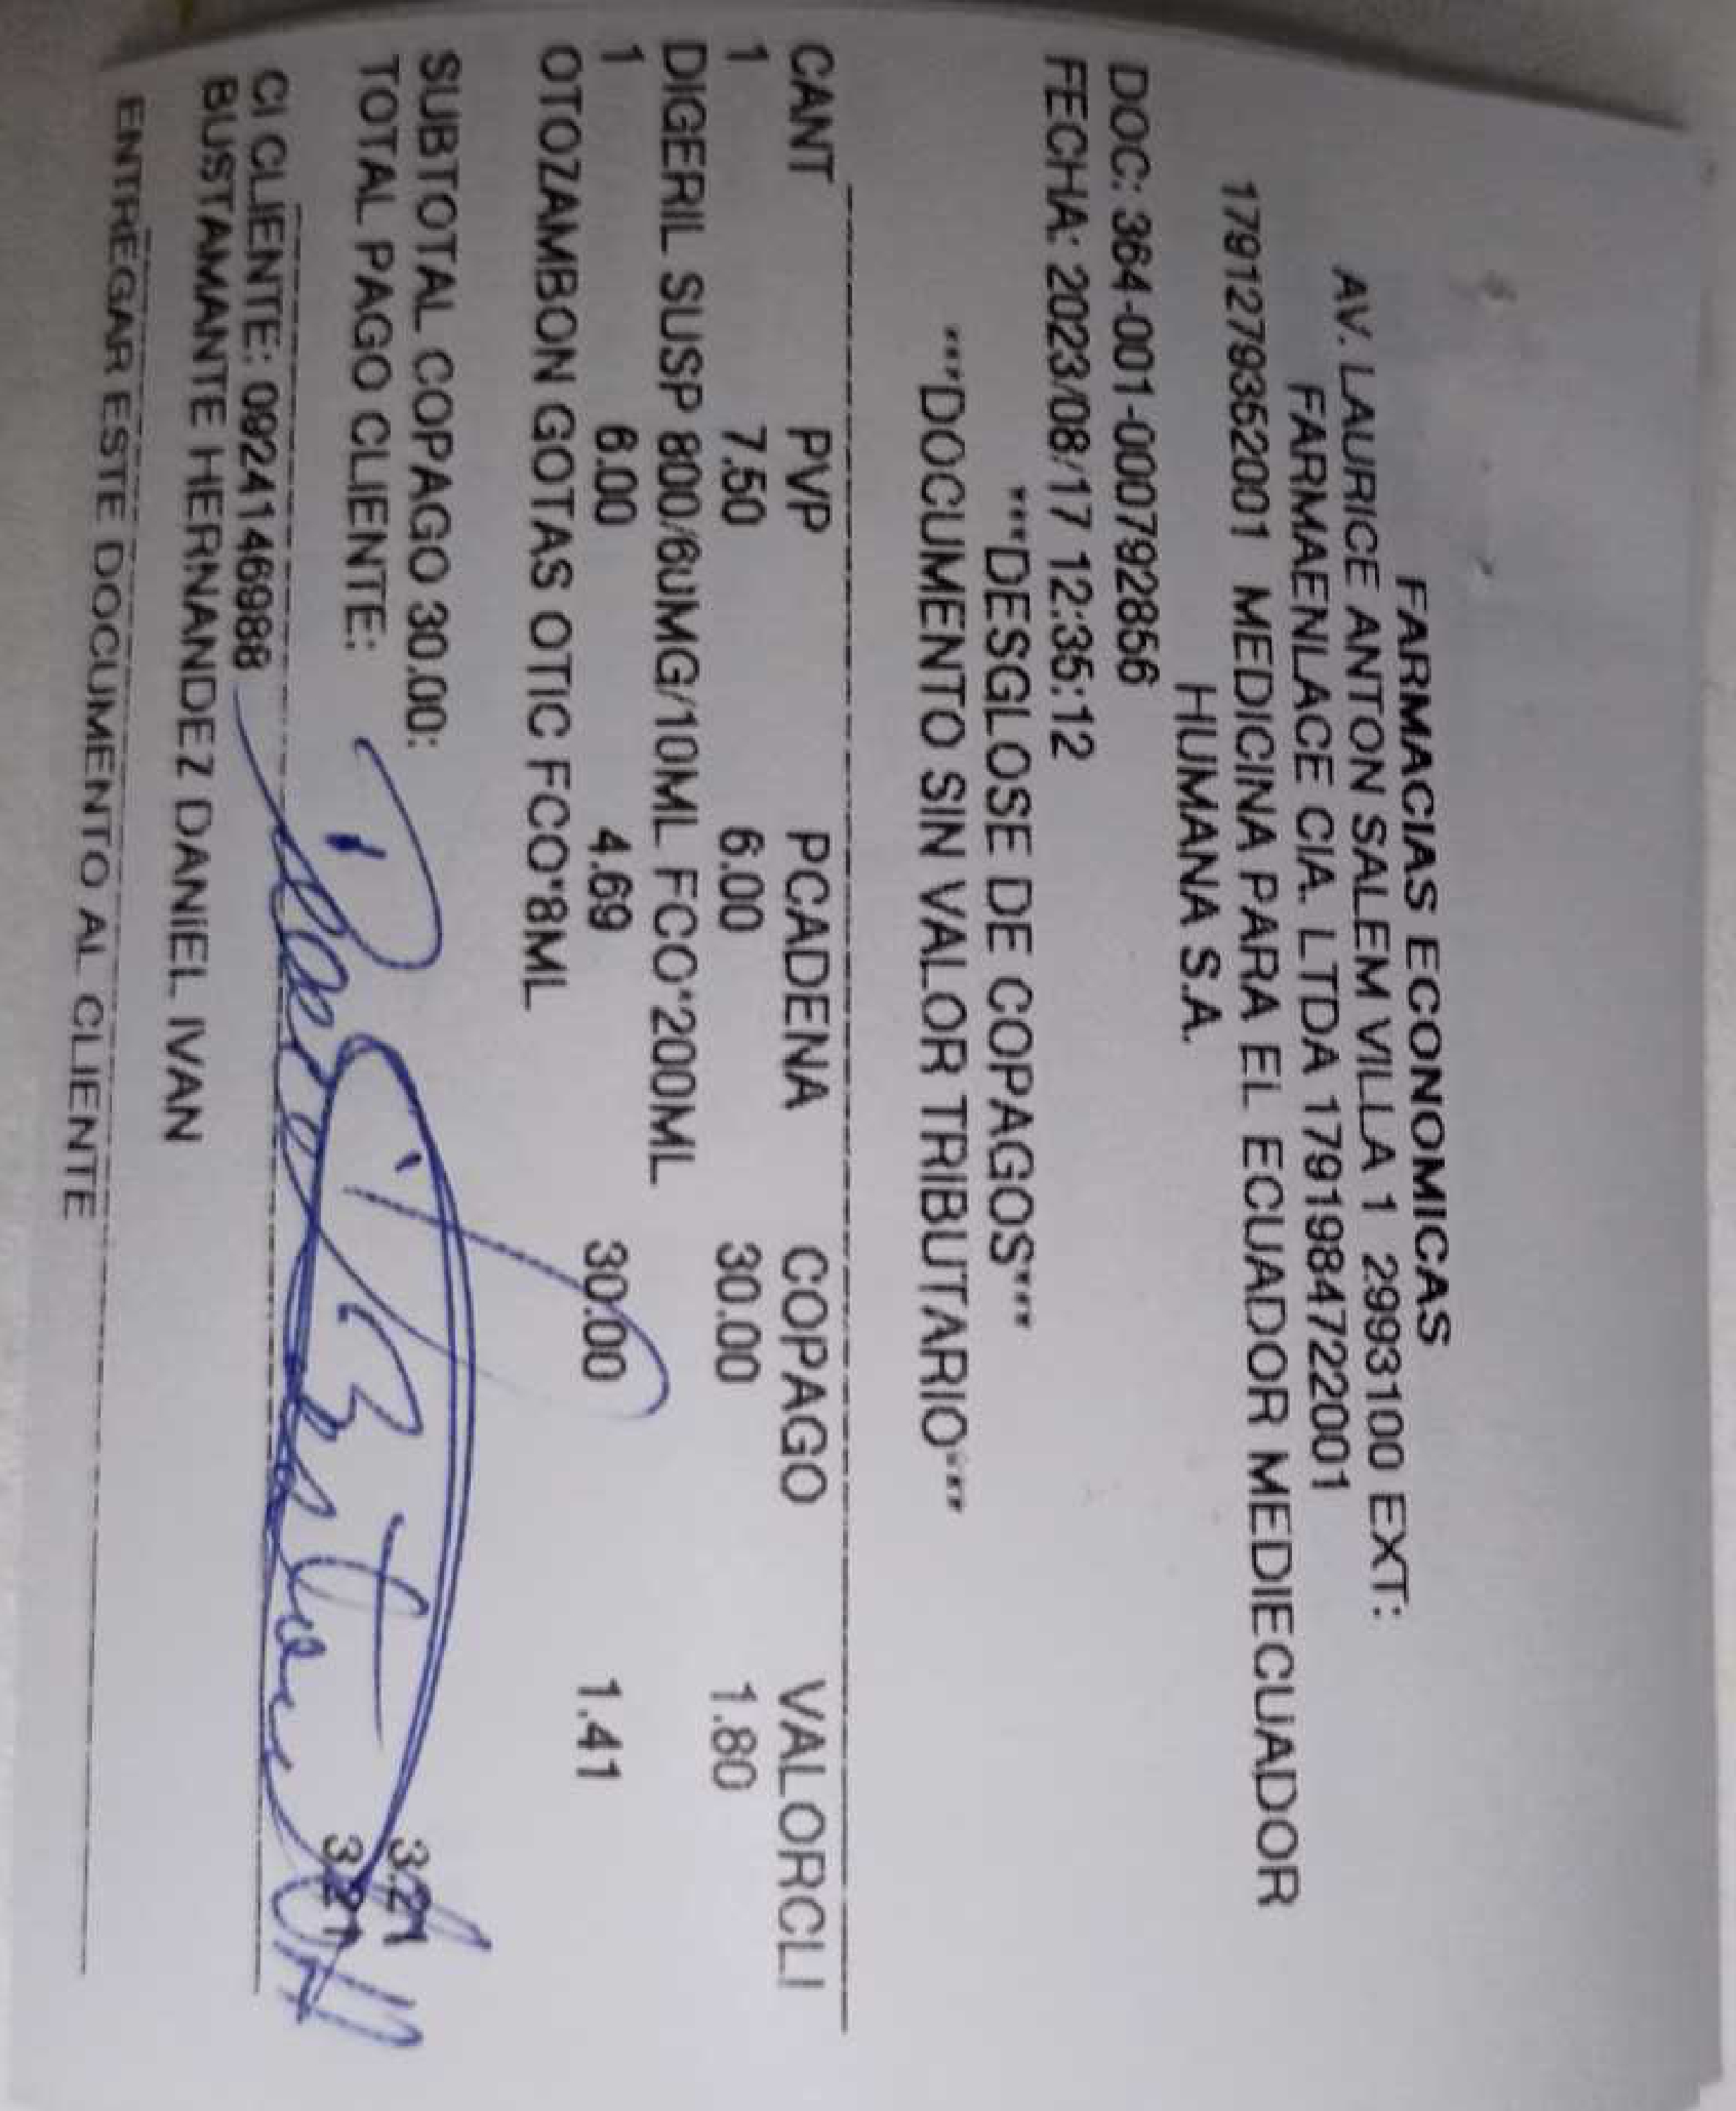 FARMACIAS ECONOMICAS
AV. LAURICE ANTON SALEM VILLA 1 2993100 EXT:
FARMAENLACE CIA. LTDA 1791984722001
1791279352001 MEDICINA PARA EL ECUADOR MEDIECUADOR
HUMANA S.A.
DOC: 364-001-000792856
FECHA: 2023/08/17 12:35:12
***DESGLOSE DE COPAGOS***
***DOCUMENTO SIN VALOR TRIBUTARIO***
CANT PVP PCADENA COPAGO VALORCLI
1 7.50 6.00 30.00 1.80
DIGERIL SUSP 800/60MG/10ML FCO*200ML
1 6.00 4.69 30.00 1.41
OTOZAMBON GOTAS OTIC FCO*8ML
SUBTOTAL COPAGO 30.00: 3.21
TOTAL PAGO CLIENTE: 3.21
CI CLIENTE: 0924146988
BUSTAMANTE HERNANDEZ DANIEL IVAN
ENTREGAR ESTE DOCUMENTO AL CLIENTE